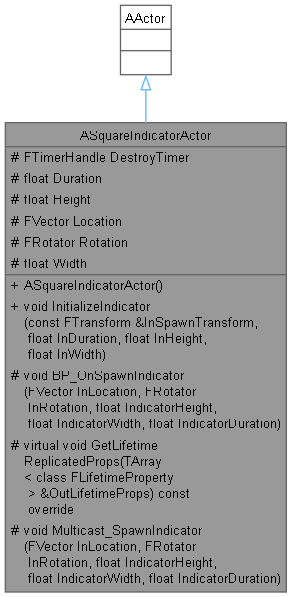 AActor
ASquareIndicatorActor
# FTimerHandle DestroyTimer
# float Duration
# float Height
# FVector Location
# FRotator Rotation
# float Width
+ ASquareIndicatorActor()
+ void InitializeIndicator
(const FTransform &InSpawnTransform,
float InDuration, float InHeight,
float InWidth)
# void BP_OnSpawnIndicator
(FVector InLocation, FRotator
InRotation, float IndicatorHeight,
float IndicatorWidth, float IndicatorDuration)
# virtual void GetLifetime
ReplicatedProps(TArray
< class FLifetimeProperty
> &OutLifetimeProps) const
override
# void Multicast_SpawnIndicator
(FVector InLocation, FRotator
InRotation, float IndicatorHeight,
float IndicatorWidth, float IndicatorDuration)